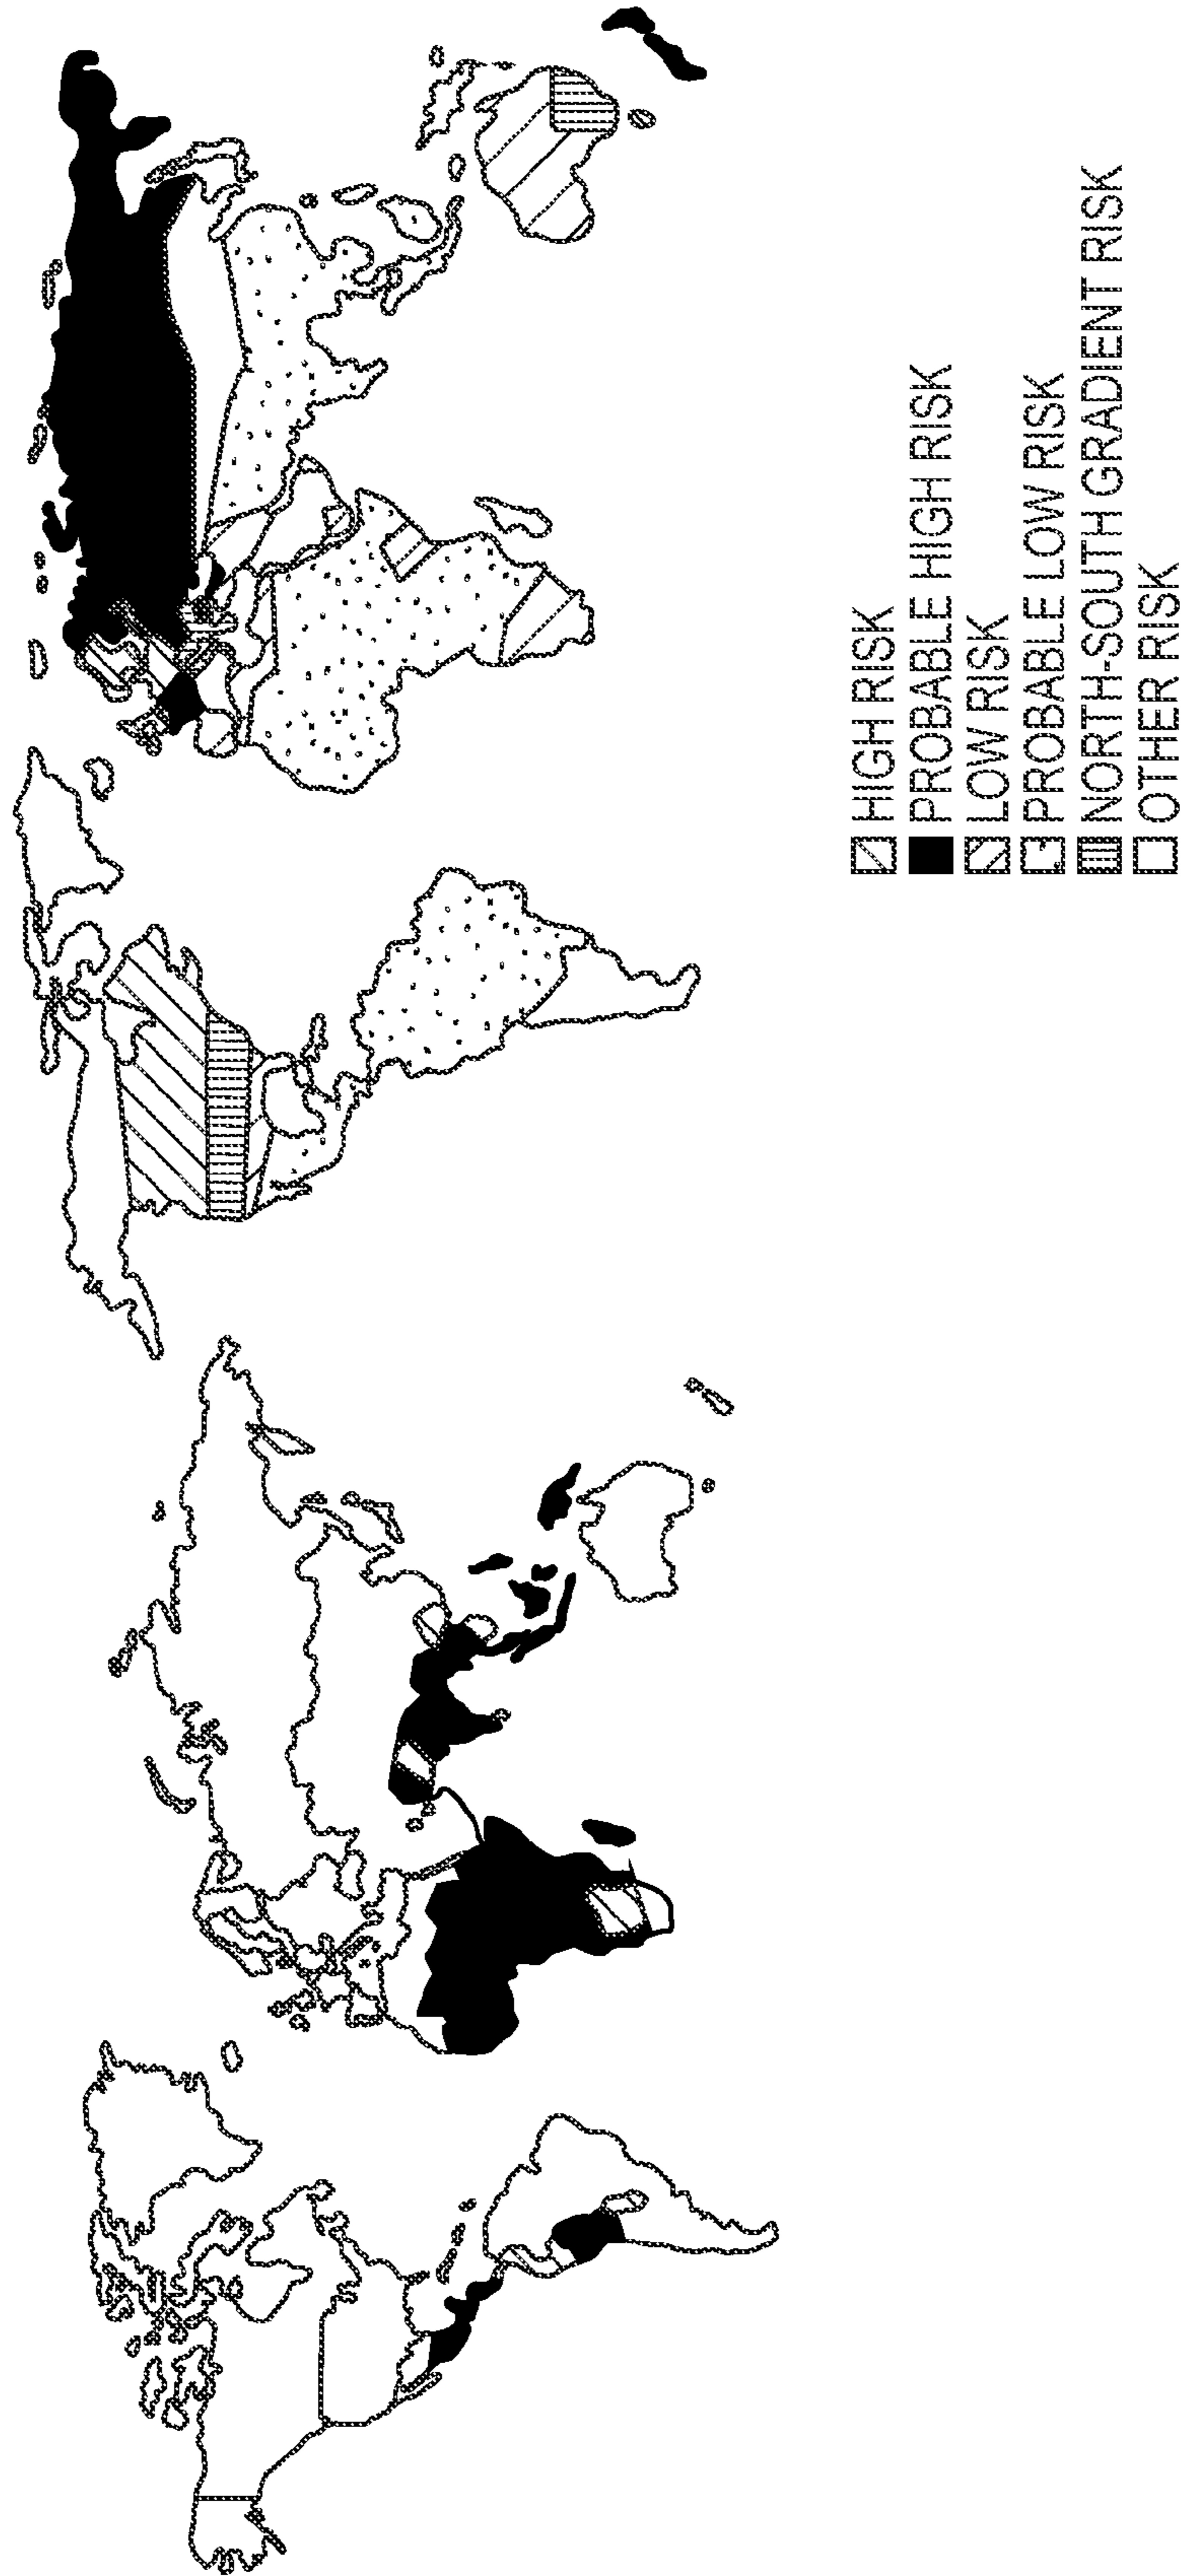 HIGH RISK
PROBABLE HIGH RISK
LOW RISK
PROBABLE LOW RISK
NORTH-SOUTH GRADIENT RISK
OTHER RISK